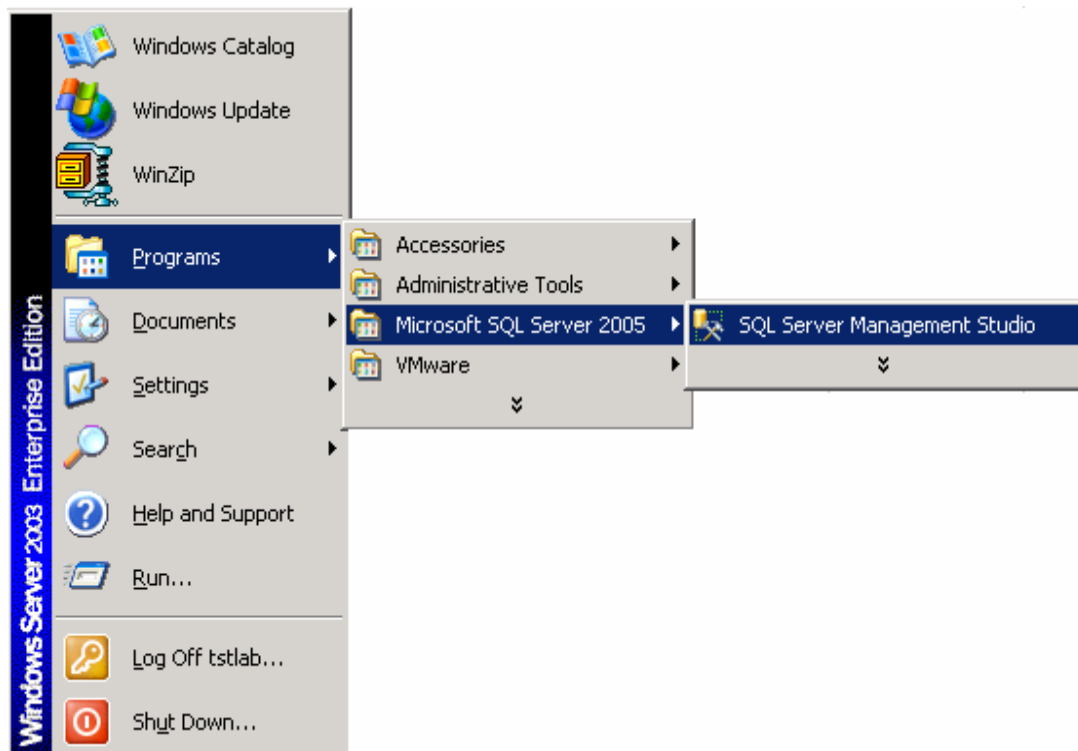 Windows Catalog
Windows Update
WinZip
Programs
Documents
Settings
Search
Help and Support
Run...
Log Off tstlab...
Shut Down...
Windows Server 2003 Enterprise Edition
Accessories
Administrative Tools
Microsoft SQL Server 2005
VMware
SQL Server Management Studio